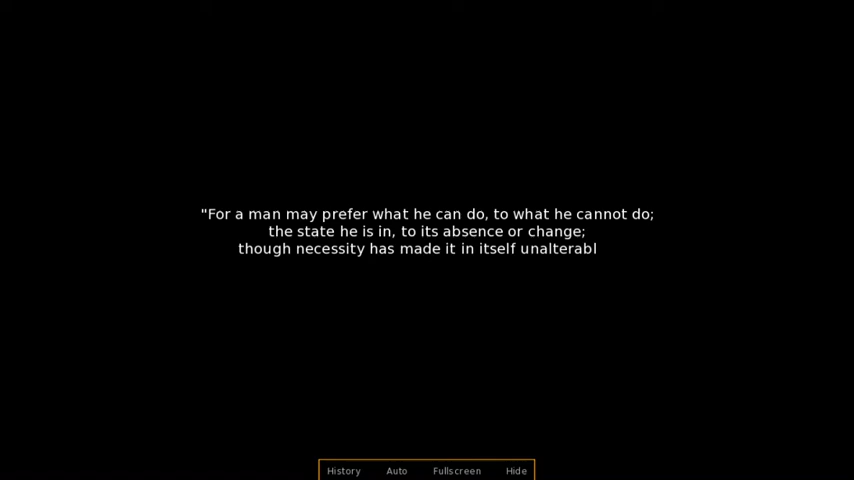 "For a man may prefer what he can do, to what he cannot do;
the state he is in, to its absence or change;
though necessity has made it in itself unalterabl
History Auto Fullscreen Hide